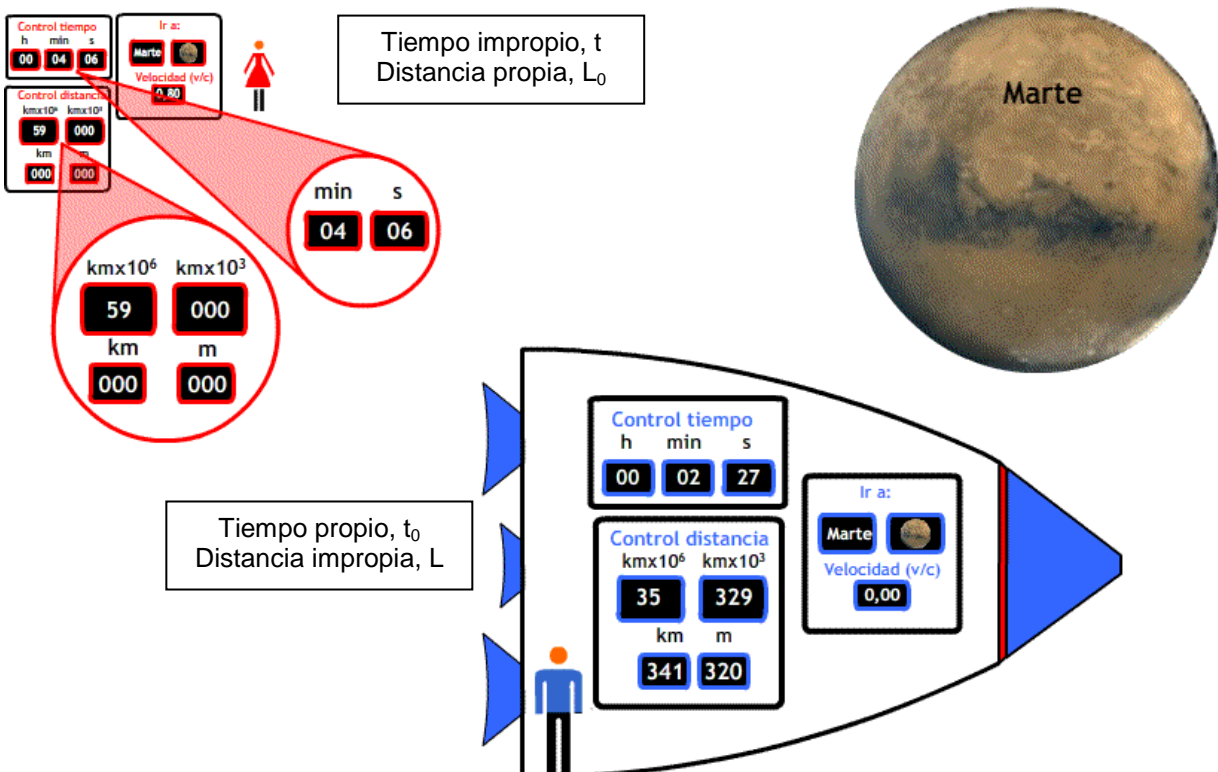 Control tiempo
h min s
00 04 06
Control distancia
kmx10⁶ kmx10³
59 000
km m
000 000
Ir a:
Marte
Velocidad (v/c)
0,80
Tiempo impropio, t
Distancia propia, L₀
Marte
min s
04 06
kmx10⁶ kmx10³
59 000
km m
000 000
Tiempo propio, t₀
Distancia impropia, L
Control tiempo
h min s
00 02 27
Control distancia
kmx10⁶ kmx10³
35 329
km m
341 320
Ir a:
Marte
Velocidad (v/c)
0,00